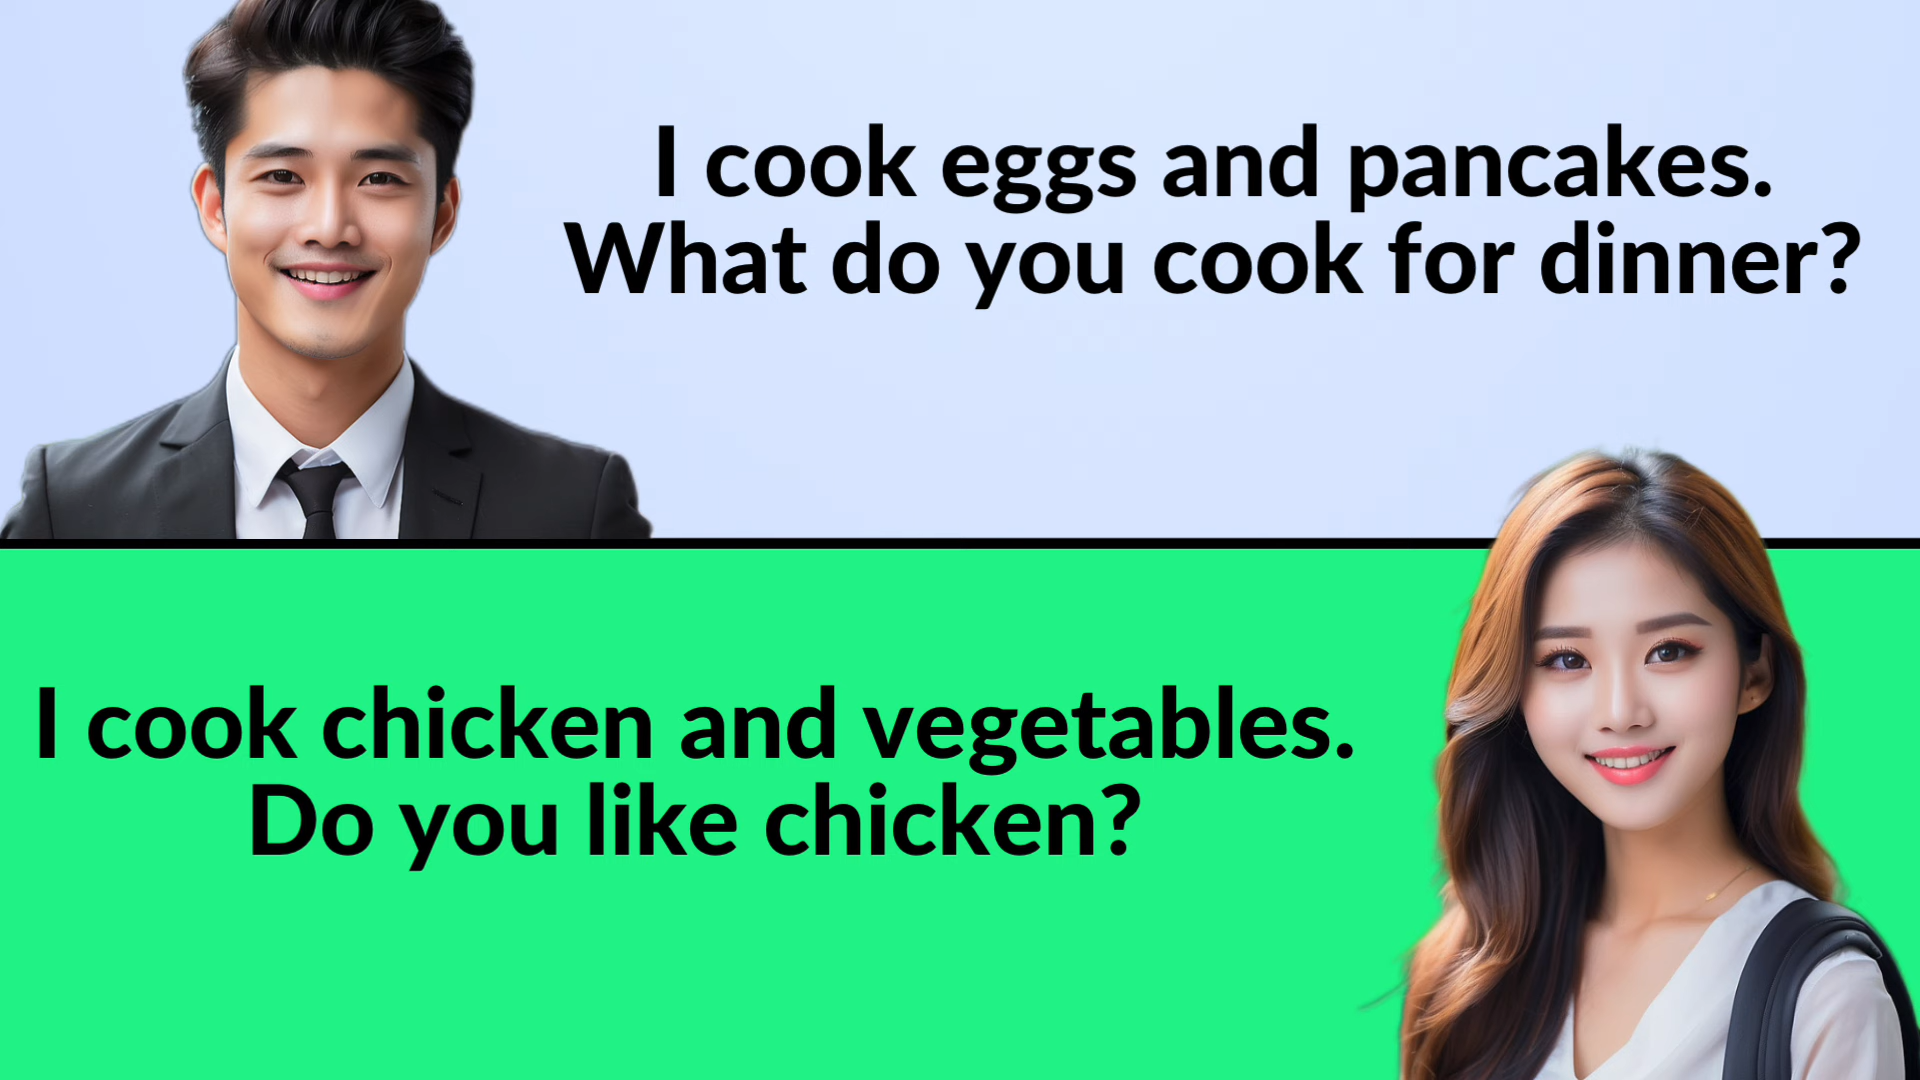 I cook eggs and pancakes.
What do you cook for dinner?
I cook chicken and vegetables.
Do you like chicken?